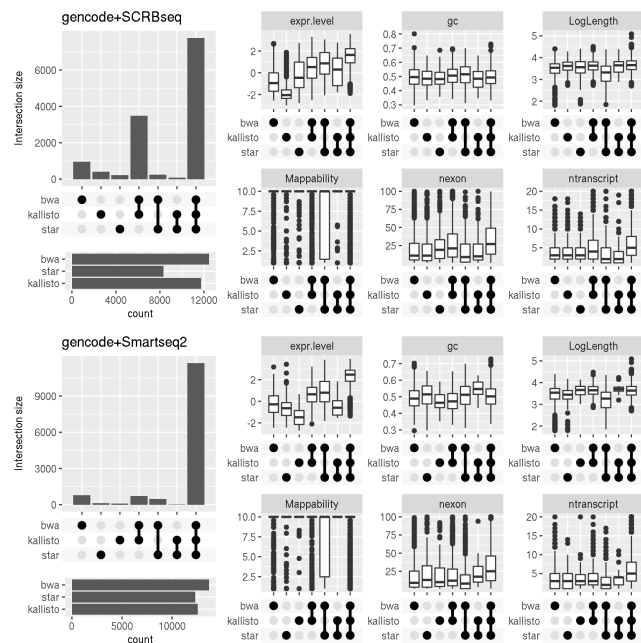 gencode+SCRBseq
Intersection size
6000
4000
2000
0
bwa
kallisto
star
bwa
star
kallisto
0 4000 8000 12000
count
expr.level
2
0
-2
bwa
kallisto
star
gc
0.8
0.7
0.6
0.5
0.4
0.3
bwa
kallisto
star
LogLength
5
4
3
2
bwa
kallisto
star
Mappability
10.0
7.5
5.0
2.5
bwa
kallisto
star
nexon
100
75
50
25
bwa
kallisto
star
ntranscript
20
15
10
5
bwa
kallisto
star
gencode+Smartseq2
Intersection size
9000
6000
3000
0
bwa
kallisto
star
bwa
star
kallisto
0 5000 10000
count
expr.level
2
0
-2
bwa
kallisto
star
gc
0.7
0.6
0.5
0.4
0.3
bwa
kallisto
star
LogLength
5
4
3
2
bwa
kallisto
star
Mappability
10.0
7.5
5.0
2.5
bwa
kallisto
star
nexon
100
75
50
25
bwa
kallisto
star
ntranscript
20
15
10
5
bwa
kallisto
star